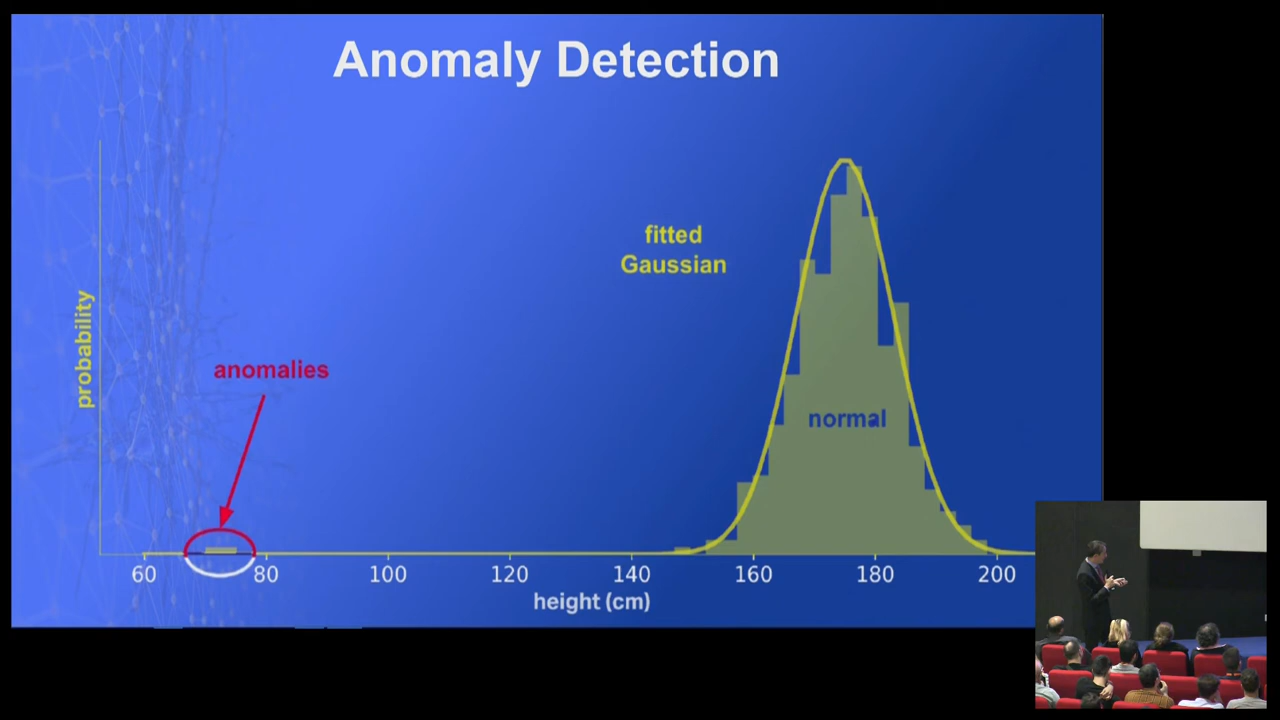 Anomaly Detection
fitted
Gaussian
probability
anomalies
normal
60 80 100 120 140 160 180 200
height (cm)